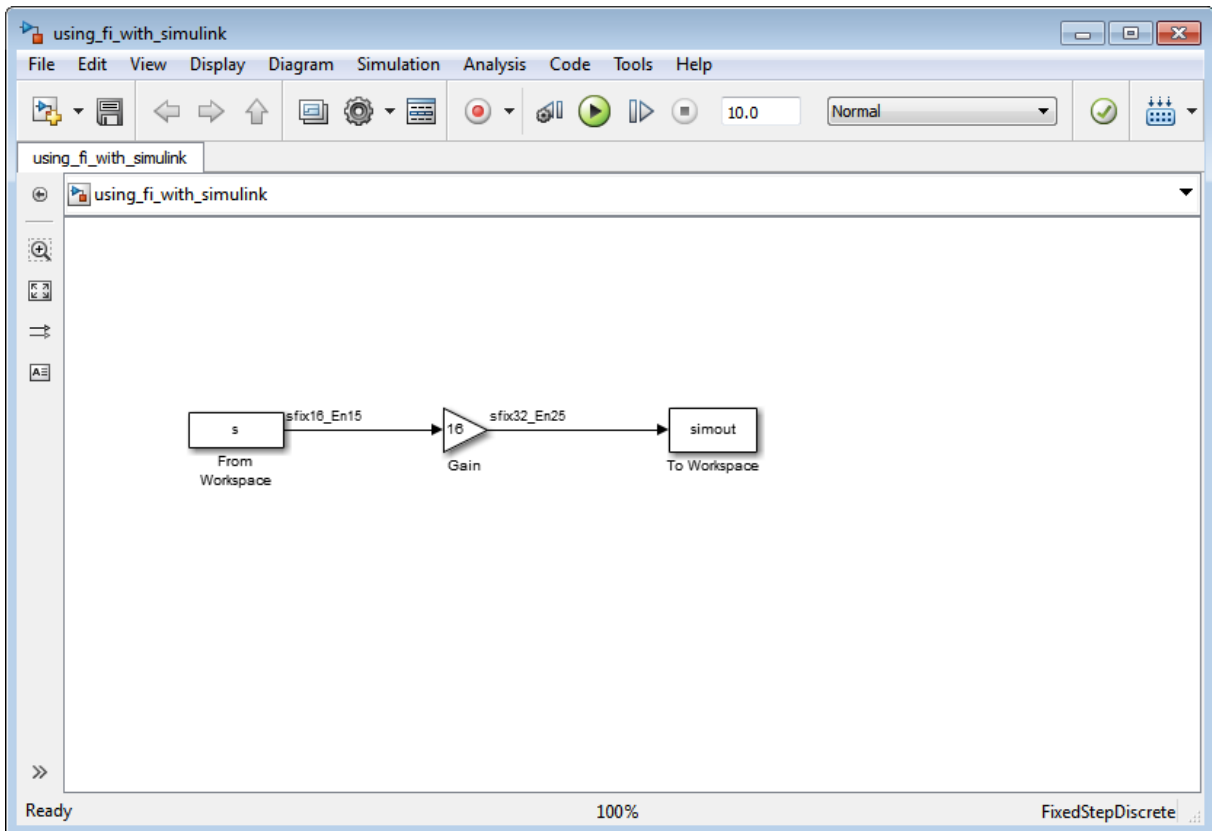 using_fi_with_simulink
File Edit View Display Diagram Simulation Analysis Code Tools Help
10.0 Normal
using_fi_with_simulink
using_fi_with_simulink
A
s
From
Workspace
sfix16_En15
16
Gain
sfix32_En25
simout
To Workspace
Ready 100% FixedStepDiscrete